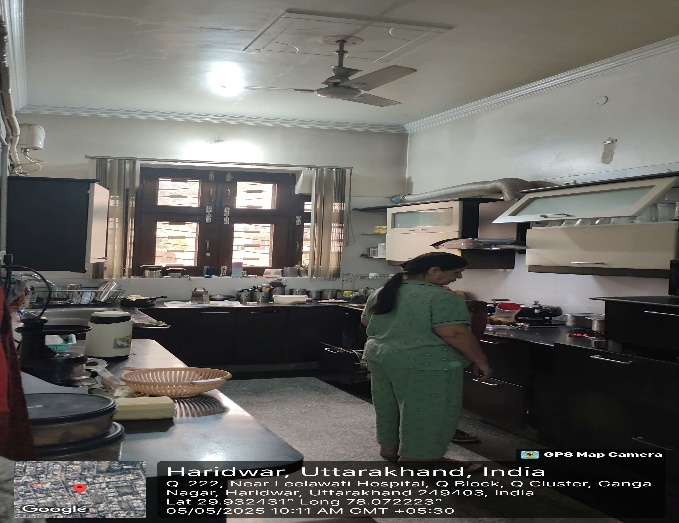 GPS Map Camera
Haridwar, Uttarakhand, India
Q 222, Near Leelawati Hospital, Q Block, Q Cluster, Ganga
Nagar, Haridwar, Uttarakhand 249403, India
Lat 29.932431° Long 78.072223°
05/05/2025 10:11 AM GMT +05:30
Google